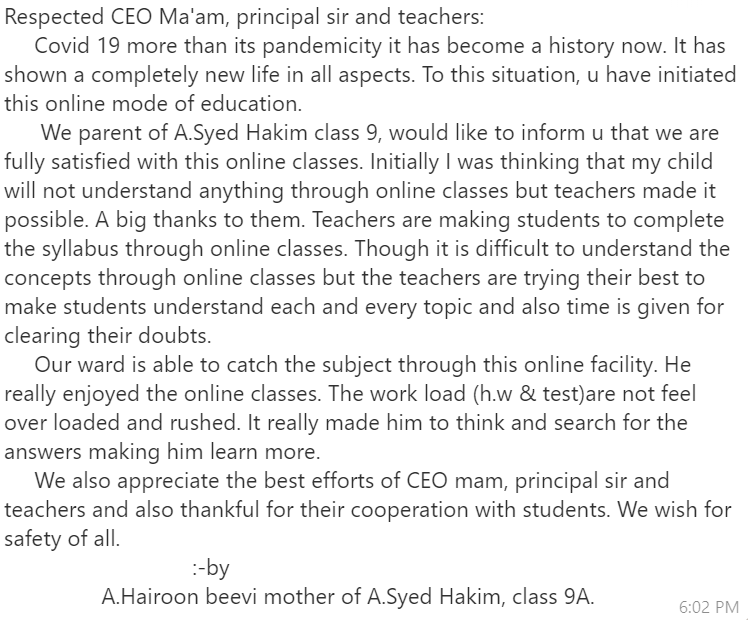 Respected CEO Ma'am, principal sir and teachers:
Covid 19 more than its pandemicity it has become a history now. It has
shown a completely new life in all aspects. To this situation, u have initiated
this online mode of education.
We parent of A.Syed Hakim class 9, would like to inform u that we are
fully satisfied with this online classes. Initially I was thinking that my child
will not understand anything through online classes but teachers made it
possible. A big thanks to them. Teachers are making students to complete
the syllabus through online classes. Though it is difficult to understand the
concepts through online classes but the teachers are trying their best to
make students understand each and every topic and also time is given for
clearing their doubts.
Our ward is able to catch the subject through this online facility. He
really enjoyed the online classes. The work load (h.w & test)are not feel
over loaded and rushed. It really made him to think and search for the
answers making him learn more.
We also appreciate the best efforts of CEO mam, principal sir and
teachers and also thankful for their cooperation with students. We wish for
safety of all.
:-by
A.Hairoon beevi mother of A.Syed Hakim, class 9A.
6:02 PM